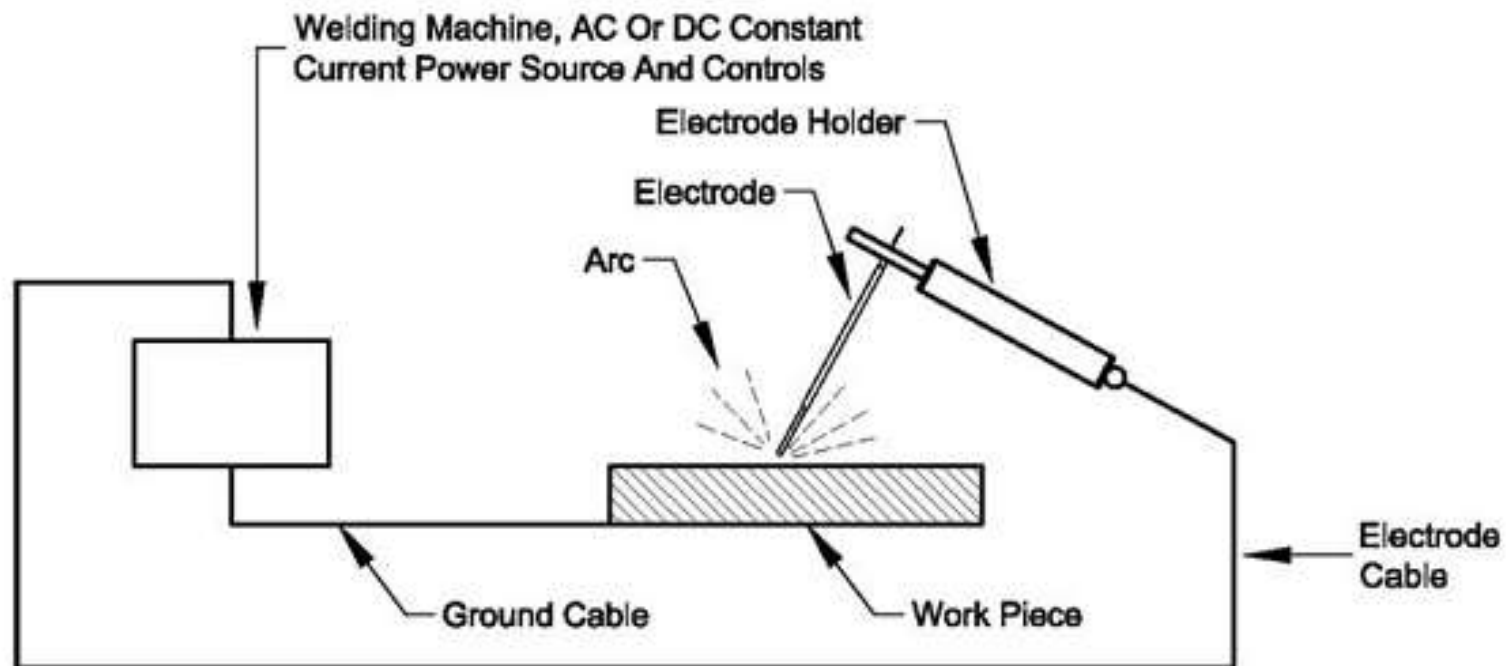 Welding Machine, AC Or DC Constant
Current Power Source And Controls
Electrode Holder
Electrode
Arc
Electrode
Cable
Ground Cable
Work Piece